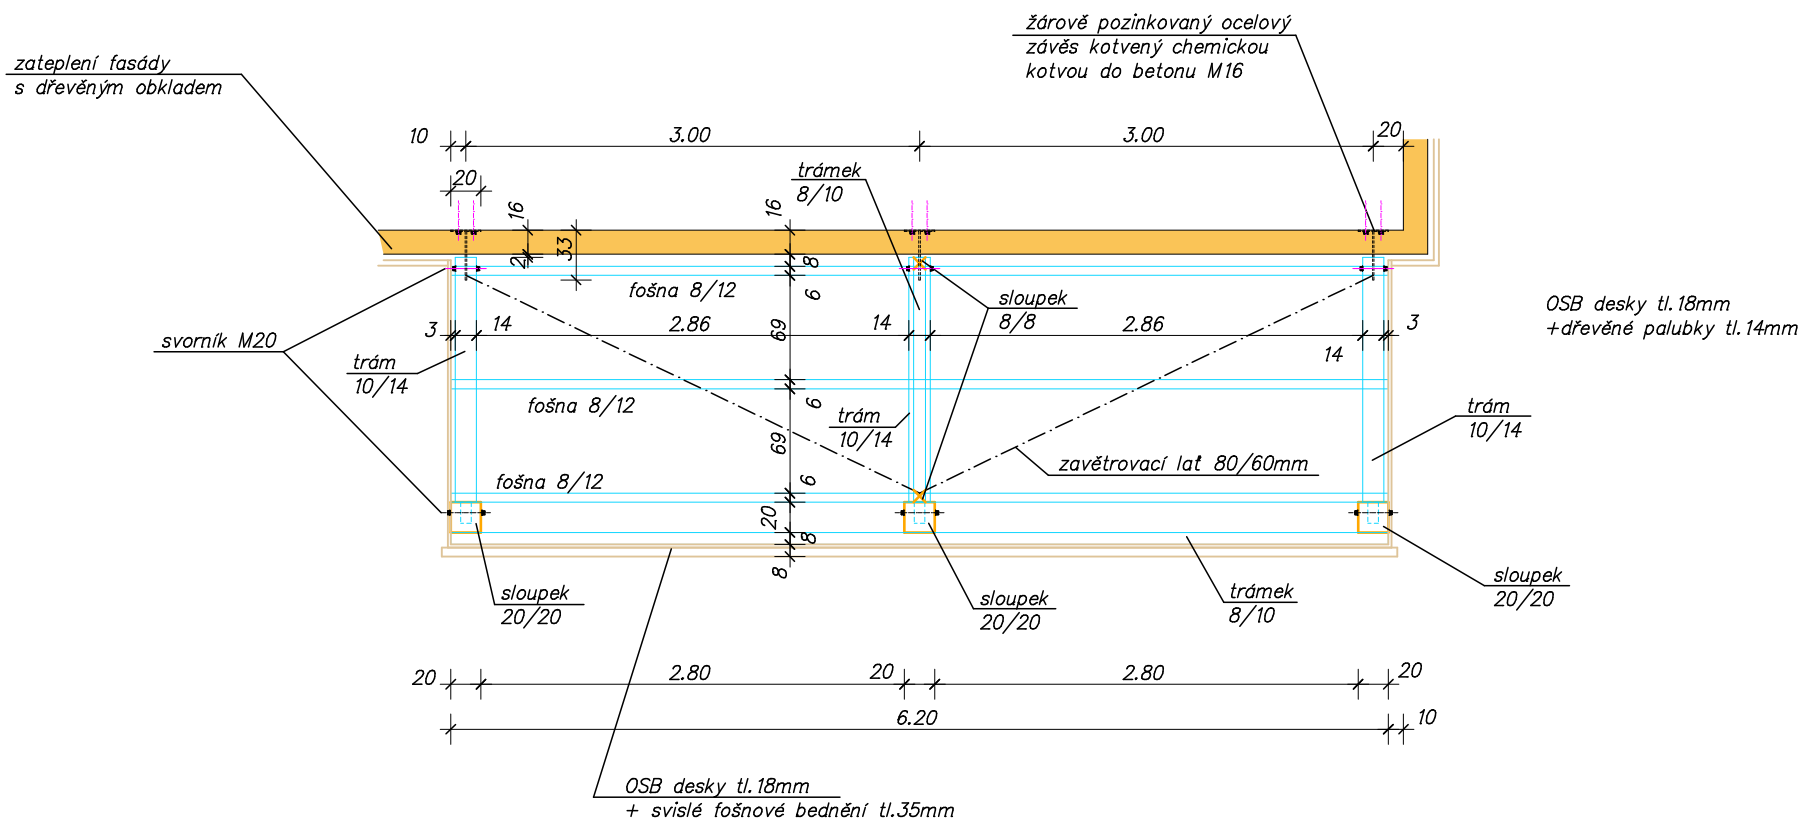 žárově pozinkovaný ocelový
závěs kotvený chemickou
kotvou do betonu M16
zateplení fasády
s dřevěným obkladem
10
3.00
3.00
20
20
trámek
8/10
16
16
33
2
8
fošna 8/12
6
sloupek
8/8
OSB desky tl.18mm
+dřevěné palubky tl.14mm
svorník M20
3
14
2.86
69
14
2.86
14
3
trám
10/14
fošna 8/12
6
trám
10/14
trám
10/14
69
zavětrovací lať 80/60mm
fošna 8/12
6
20
8
8
sloupek
20/20
sloupek
20/20
trámek
8/10
sloupek
20/20
20
2.80
20
2.80
20
6.20
10
OSB desky tl.18mm
+ svislé fošnové bednění tl.35mm